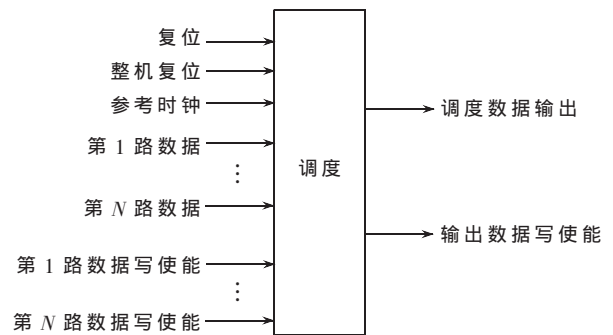 复位
整机复位
参考时钟
第 1 路数据
⋮
第 N 路数据
第 1 路数据写使能
⋮
第 N 路数据写使能
调度
调度数据输出
输出数据写使能